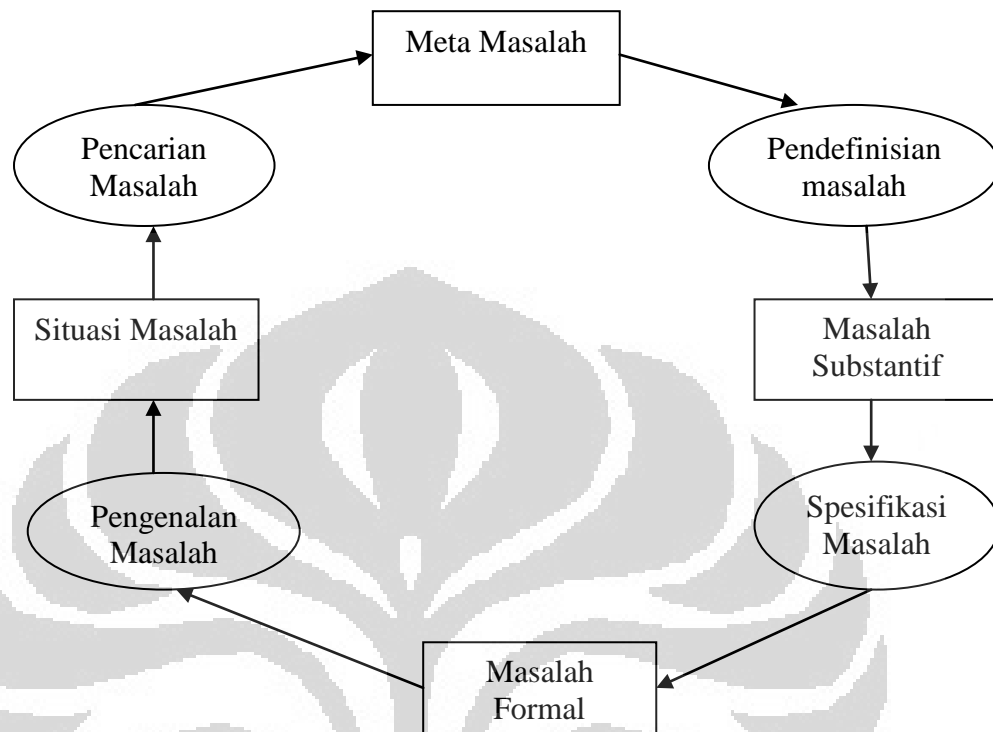 Meta Masalah
Pencarian
Masalah
Pendefinisian
masalah
Situasi Masalah
Masalah
Substantif
Pengenalan
Masalah
Spesifikasi
Masalah
Masalah
Formal